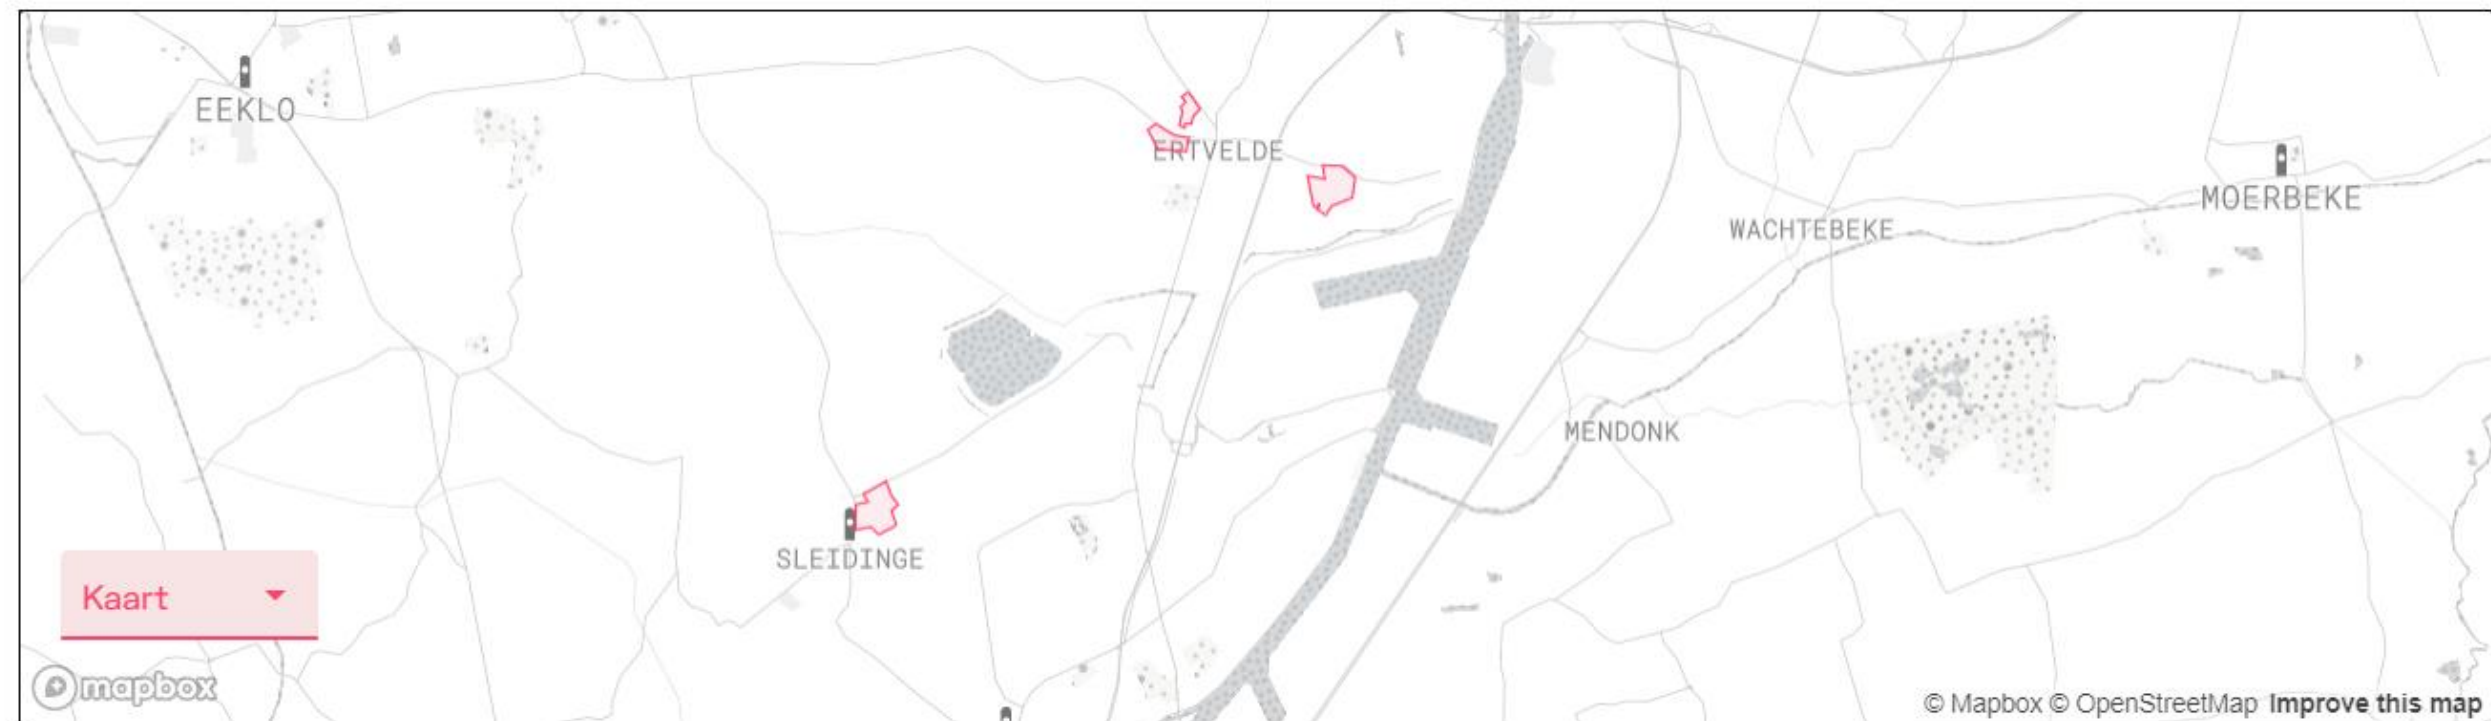 EEKLO
ERTVELDE
MOERBEKE
WACHTEBEKE
MENDONK
SLEIDINGE
Kaart
mapbox
© Mapbox © OpenStreetMap Improve this map